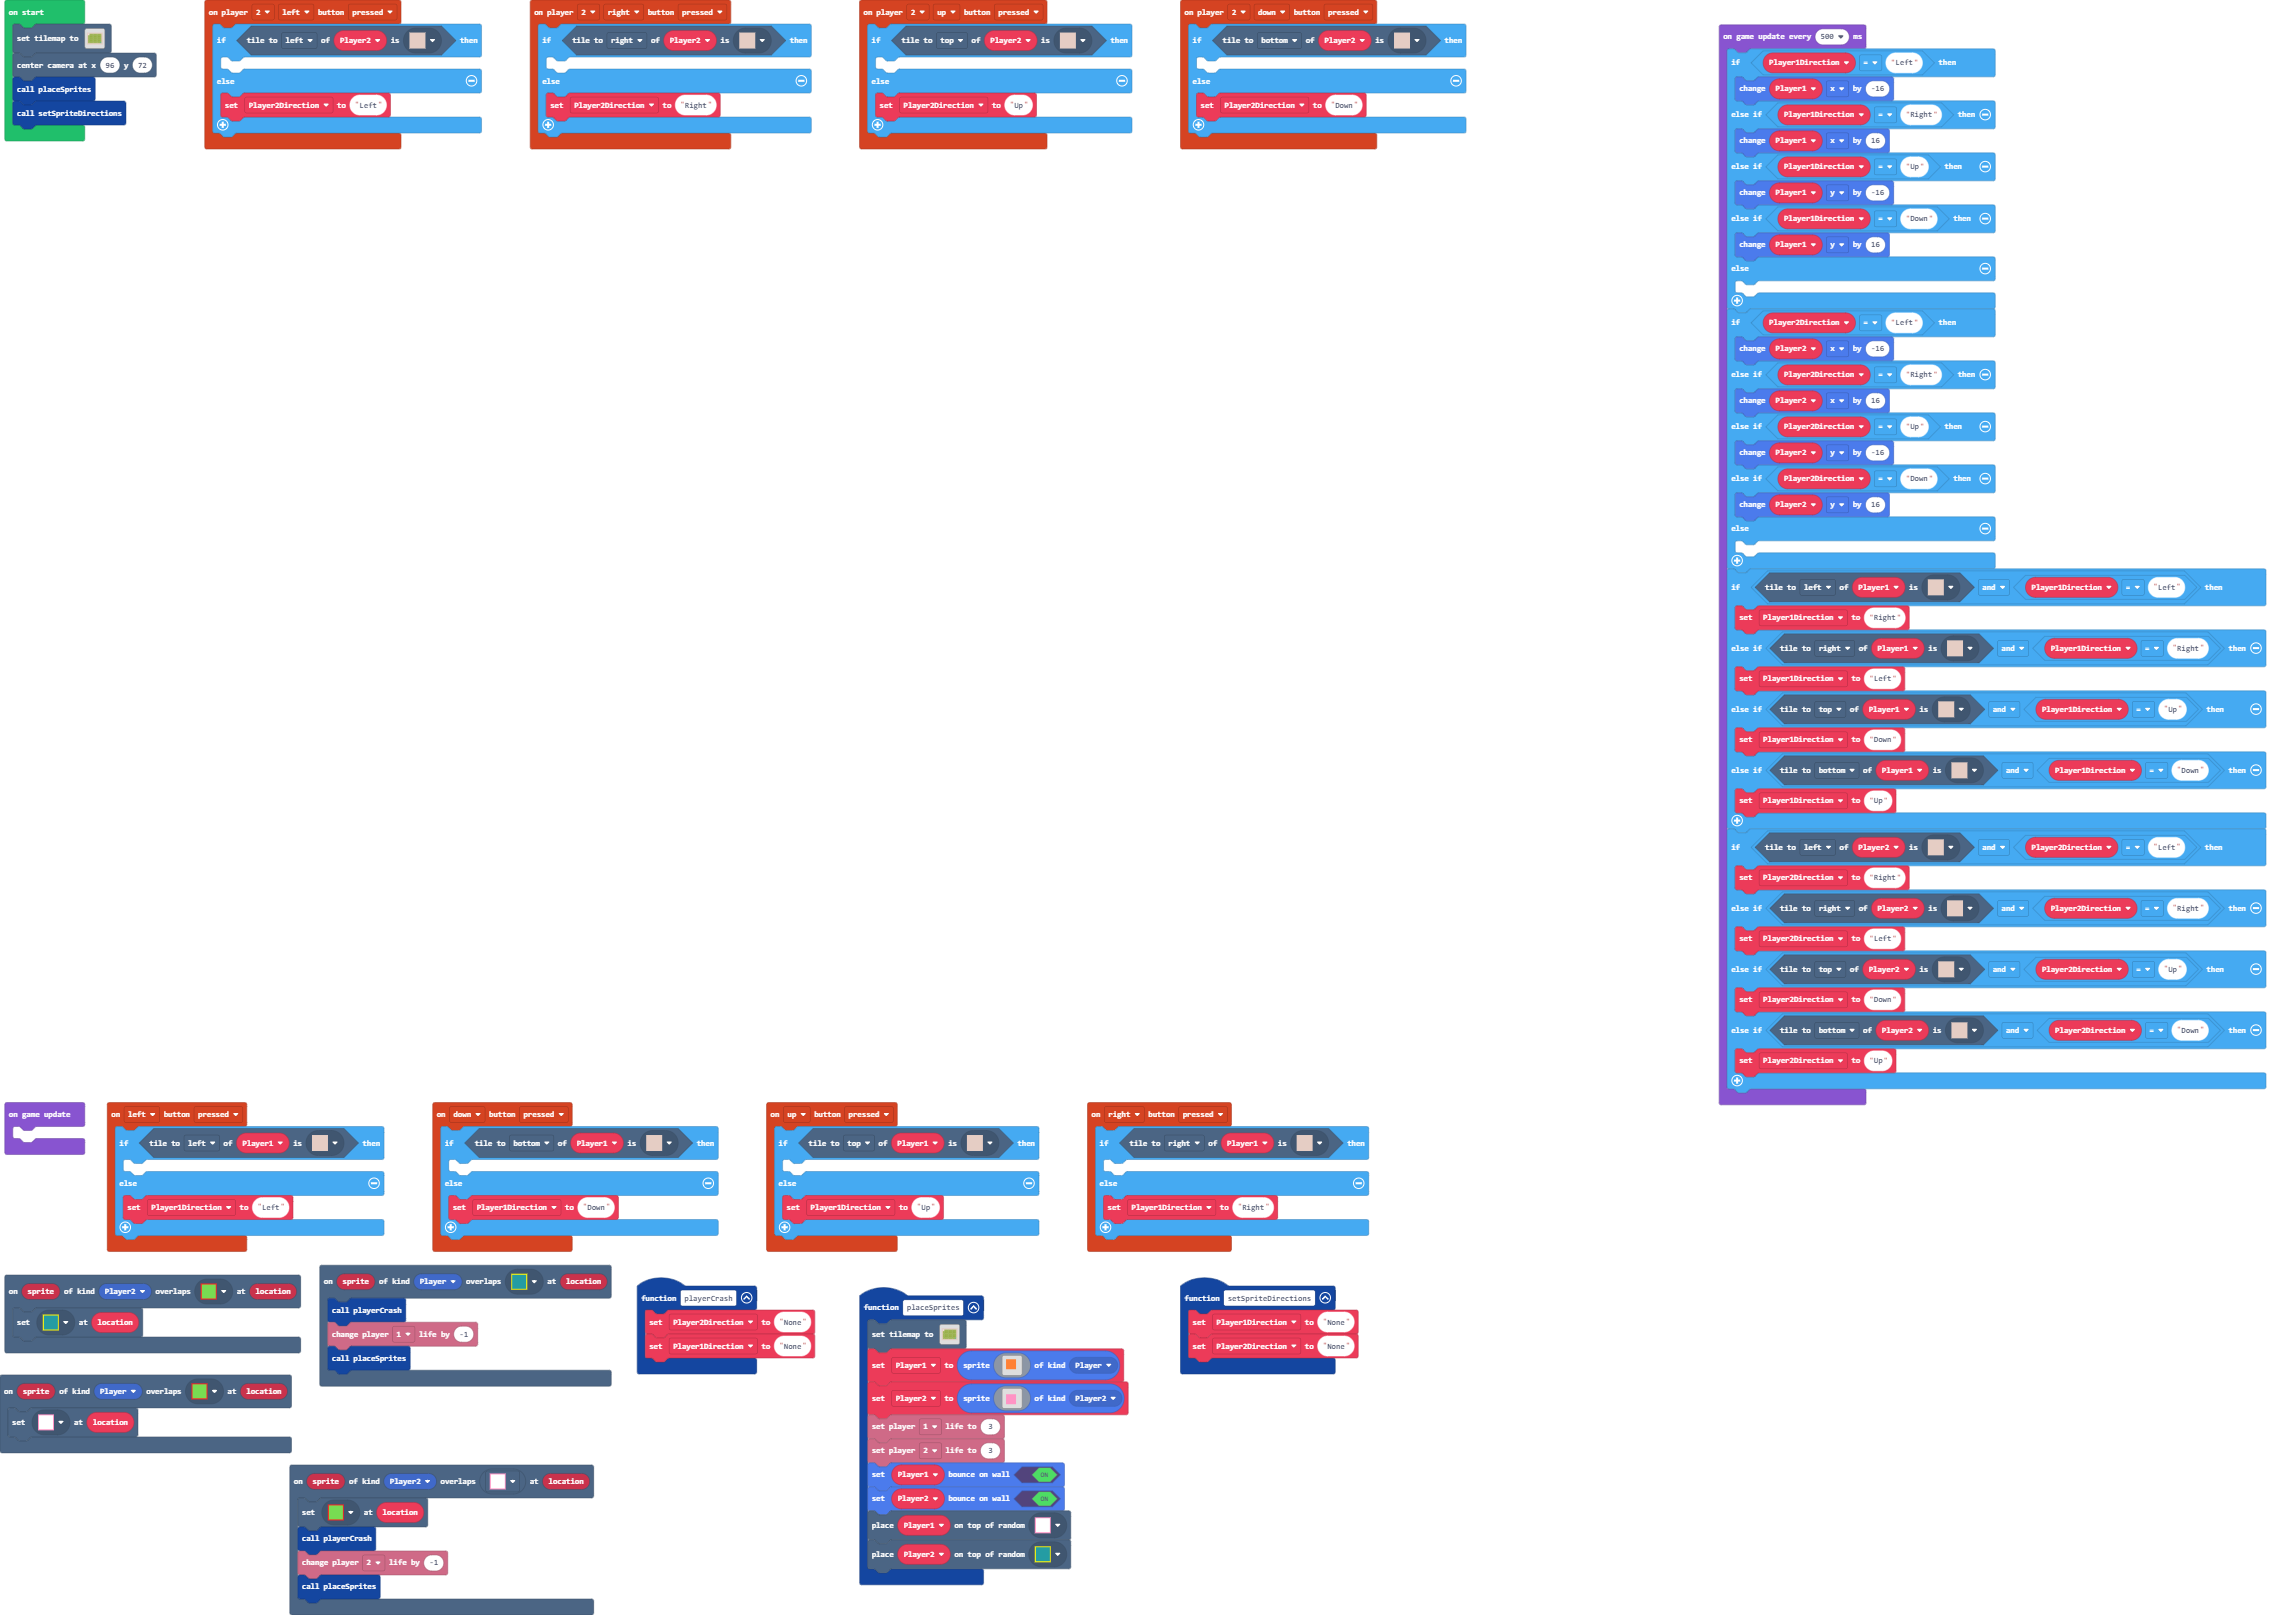 on start
set tilemap to
center camera at x 96 y 72
call placeSprites
call setSpriteDirections
on player 2 left button pressed
if tile to left of Player2 is then
else
set Player2Direction to "Left"
on player 2 right button pressed
if tile to right of Player2 is then
else
set Player2Direction to "Right"
on player 2 up button pressed
if tile to top of Player2 is then
else
set Player2Direction to "Up"
on player 2 down button pressed
if tile to bottom of Player2 is then
else
set Player2Direction to "Down"
on game update every 500 ms
if Player1Direction = "Left" then
change Player1 x by -16
else if Player1Direction = "Right" then
change Player1 x by 16
else if Player1Direction = "Up" then
change Player1 y by -16
else if Player1Direction = "Down" then
change Player1 y by 16
else
if Player2Direction = "Left" then
change Player2 x by -16
else if Player2Direction = "Right" then
change Player2 x by 16
else if Player2Direction = "Up" then
change Player2 y by -16
else if Player2Direction = "Down" then
change Player2 y by 16
else
if tile to left of Player1 is and Player1Direction = "Left" then
set Player1Direction to "Right"
else if tile to right of Player1 is and Player1Direction = "Right" then
set Player1Direction to "Left"
else if tile to top of Player1 is and Player1Direction = "Up" then
set Player1Direction to "Down"
else if tile to bottom of Player1 is and Player1Direction = "Down" then
set Player1Direction to "Up"
if tile to left of Player2 is and Player2Direction = "Left" then
set Player2Direction to "Right"
else if tile to right of Player2 is and Player2Direction = "Right" then
set Player2Direction to "Left"
else if tile to top of Player2 is and Player2Direction = "Up" then
set Player2Direction to "Down"
else if tile to bottom of Player2 is and Player2Direction = "Down" then
set Player2Direction to "Up"
on game update
on left button pressed
if tile to left of Player1 is then
else
set Player1Direction to "Left"
on down button pressed
if tile to bottom of Player1 is then
else
set Player1Direction to "Down"
on up button pressed
if tile to top of Player1 is then
else
set Player1Direction to "Up"
on right button pressed
if tile to right of Player1 is then
else
set Player1Direction to "Right"
on sprite of kind Player2 overlaps at location
set at location
on sprite of kind Player overlaps at location
call playerCrash
change player 1 life by -1
call placeSprites
function playerCrash
set Player2Direction to "None"
set Player1Direction to "None"
function placeSprites
set tilemap to
set Player1 to sprite of kind Player
set Player2 to sprite of kind Player2
set player 1 life to 3
set player 2 life to 3
set Player1 bounce on wall ON
set Player2 bounce on wall ON
place Player1 on top of random
place Player2 on top of random
function setSpriteDirections
set Player1Direction to "None"
set Player2Direction to "None"
on sprite of kind Player overlaps at location
set at location
on sprite of kind Player2 overlaps at location
set at location
call playerCrash
change player 2 life by -1
call placeSprites